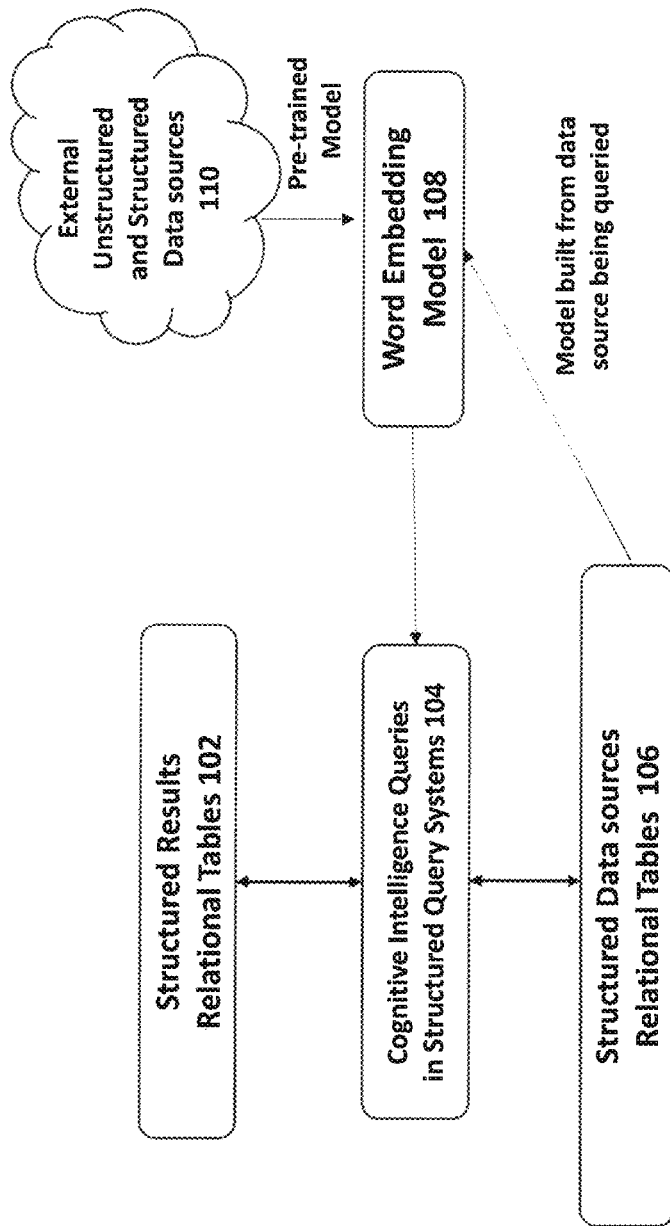 External
Unstructured
and Structured
Data sources
110
Pre-trained
Model
Structured Results
Relational Tables 102
Cognitive Intelligence Queries
in Structured Query Systems 104
Word Embedding
Model 108
Model built from data
source being queried
Structured Data sources
Relational Tables 106